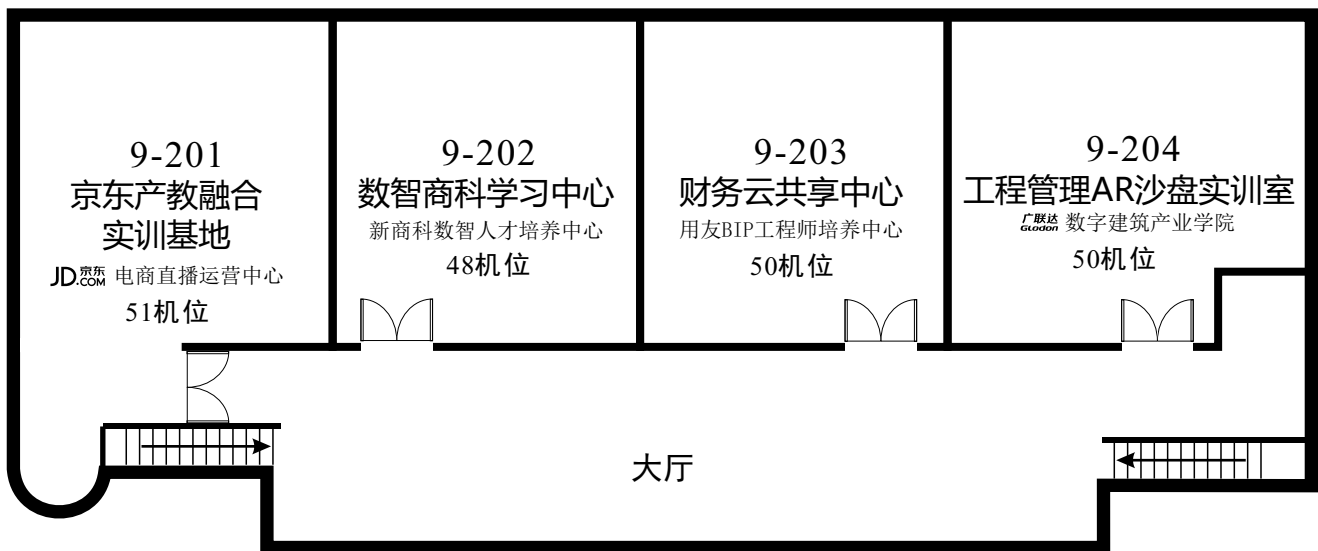 9-201
京东产教融合
实训基地
JD.COM 京东 电商直播运营中心
51机位
9-202
数智商科学习中心
新商科数智人才培养中心
48机位
9-203
财务云共享中心
用友BIP工程师培养中心
50机位
9-204
工程管理AR沙盘实训室
广联达 Glodon 数字建筑产业学院
50机位
大厅